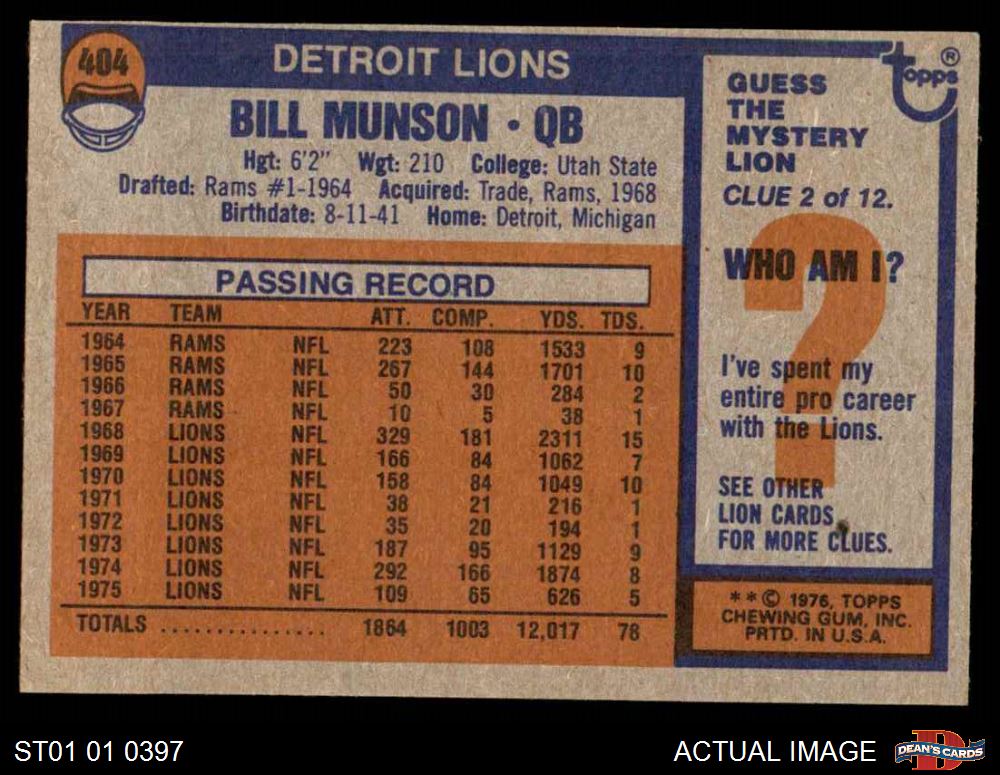 404
DETROIT LIONS
BILL MUNSON • QB
Hgt: 6'2" Wgt: 210 College: Utah State
Drafted: Rams #1-1964 Acquired: Trade, Rams, 1968
Birthdate: 8-11-41 Home: Detroit, Michigan
PASSING RECORD
YEAR TEAM ATT. COMP. YDS. TDS.
1964 RAMS NFL 223 108 1533 9
1965 RAMS NFL 267 144 1701 10
1966 RAMS NFL 50 30 284 2
1967 RAMS NFL 10 5 38 1
1968 LIONS NFL 329 181 2311 15
1969 LIONS NFL 166 84 1062 7
1970 LIONS NFL 158 84 1049 10
1971 LIONS NFL 38 21 216 1
1972 LIONS NFL 35 20 194 1
1973 LIONS NFL 187 95 1129 9
1974 LIONS NFL 292 166 1874 8
1975 LIONS NFL 109 65 626 5
TOTALS ................ 1864 1003 12,017 78
topps ®
GUESS
THE
MYSTERY
LION
CLUE 2 of 12.
WHO AM I?
?
I've spent my
entire pro career
with the Lions.
SEE OTHER
LION CARDS
FOR MORE CLUES.
**© 1976, TOPPS
CHEWING GUM, INC.
PRTD. IN U.S.A.
ST01 01 0397
ACTUAL IMAGE
D
DEAN'S CARDS